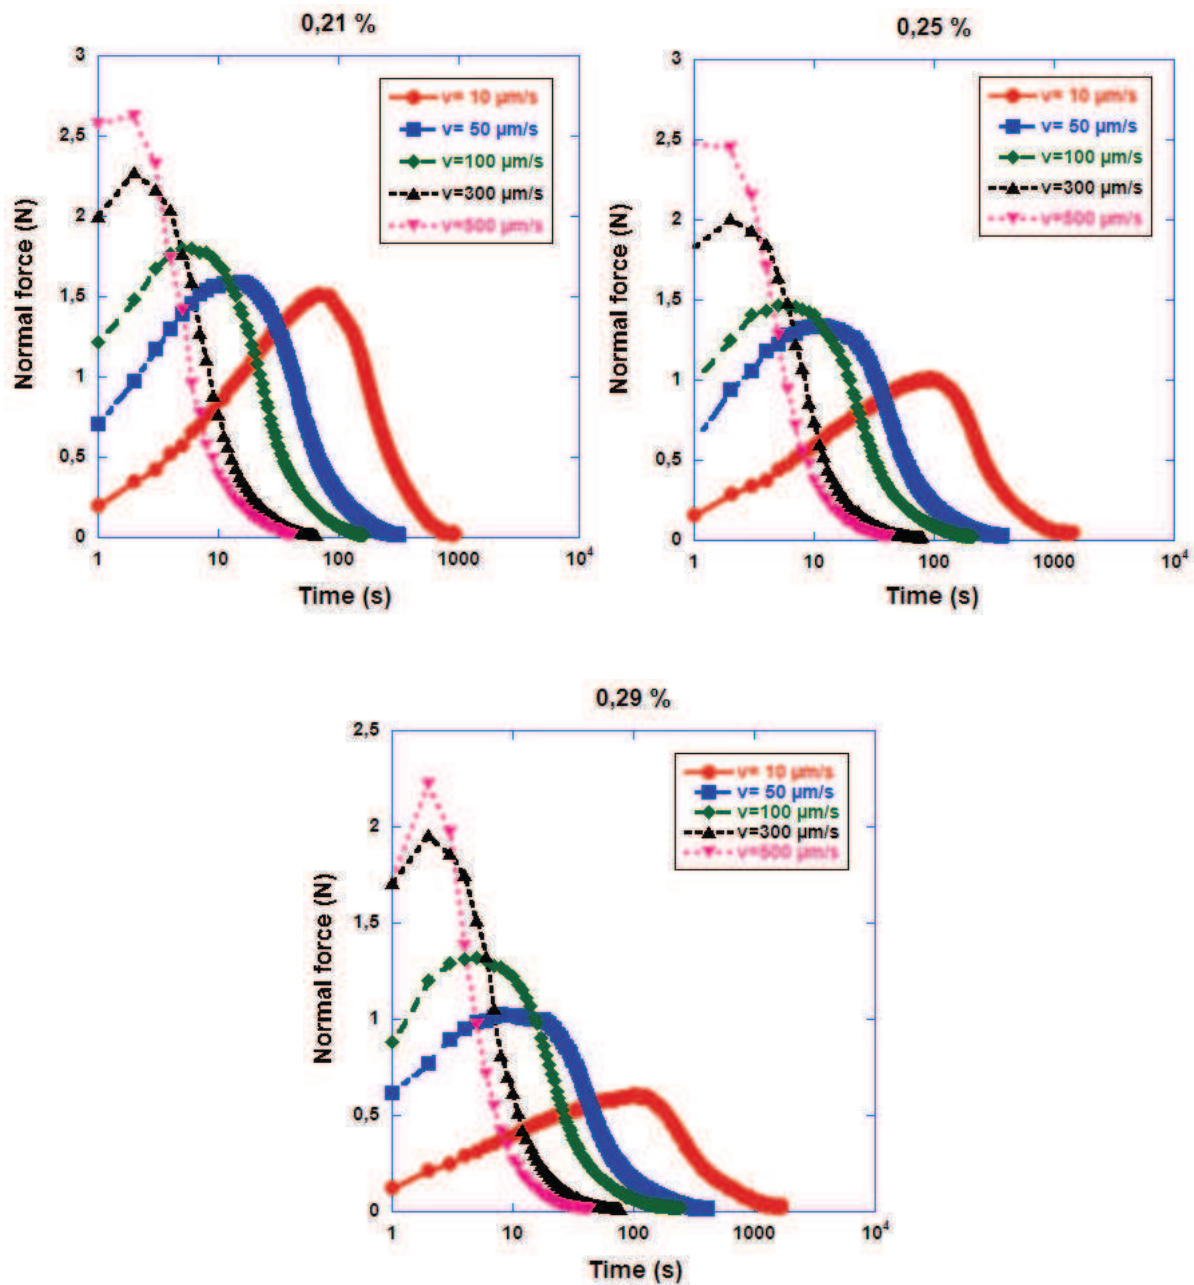 0,21 %
3
2,5
2
1,5
1
0,5
0
Normal force (N)
v= 10 µm/s
v= 50 µm/s
v=100 µm/s
v=300 µm/s
v=500 µm/s
1 10 100 1000 10⁴
Time (s)
0,25 %
3
2,5
2
1,5
1
0,5
0
Normal force (N)
v= 10 µm/s
v= 50 µm/s
v=100 µm/s
v=300 µm/s
v=500 µm/s
1 10 100 1000 10⁴
Time (s)
0,29 %
2,5
2
1,5
1
0,5
0
Normal force (N)
v= 10 µm/s
v= 50 µm/s
v=100 µm/s
v=300 µm/s
v=500 µm/s
1 10 100 1000 10⁴
Time (s)